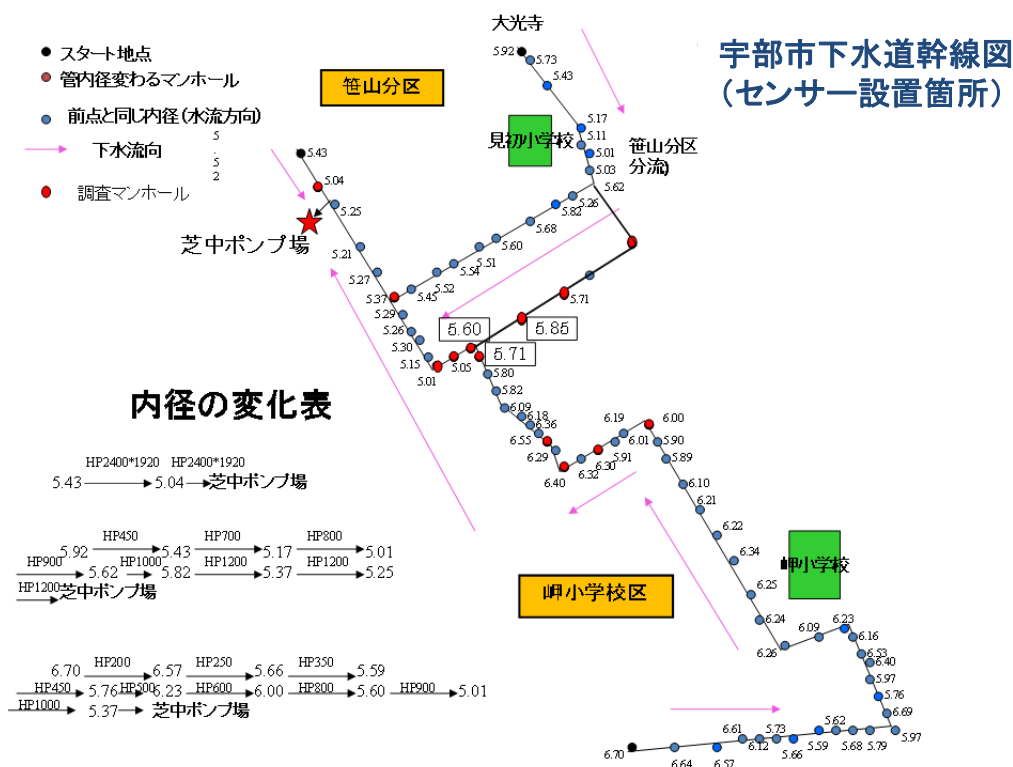 大光寺
宇部市下水道幹線図
（センサー設置箇所）
スタート地点
管内径変わるマンホール
前点と同じ内径（水流方向）
下水流向
調査マンホール
5.52
笹山分区
見初小学校
笹山分区
分流)
芝中ポンプ場
5.92
5.73
5.43
5.17
5.11
5.01
5.03
5.62
5.26
5.82
5.68
5.60
5.51
5.54
5.52
5.45
5.37
5.43
5.04
5.25
5.21
5.27
5.29
5.26
5.30
5.15
5.01
5.05
5.71
5.60
5.85
5.71
5.80
5.82
6.09
6.18
6.36
6.55
6.29
6.40
6.32
6.30
5.91
6.19
6.01
6.00
5.90
5.89
6.10
6.21
6.22
6.34
6.25
6.24
6.26
6.09
6.23
6.16
6.53
6.40
5.97
5.76
6.69
5.97
5.79
5.68
5.62
5.59
5.66
5.73
6.12
6.61
6.57
6.64
6.70
岬小学校
岬小学校区
内径の変化表
HP2400*1920 HP2400*1920
5.43 5.04 芝中ポンプ場
HP450 HP700 HP800
5.92 5.43 5.17 5.01
HP900 HP1000 HP1200 HP1200
5.62 5.82 5.37 5.25
HP1200 芝中ポンプ場
HP200 HP250 HP350
6.70 6.57 5.66 5.59
HP450 HP500 HP600 HP800 HP900
5.76 6.23 6.00 5.60 5.01
HP1000
5.37 芝中ポンプ場